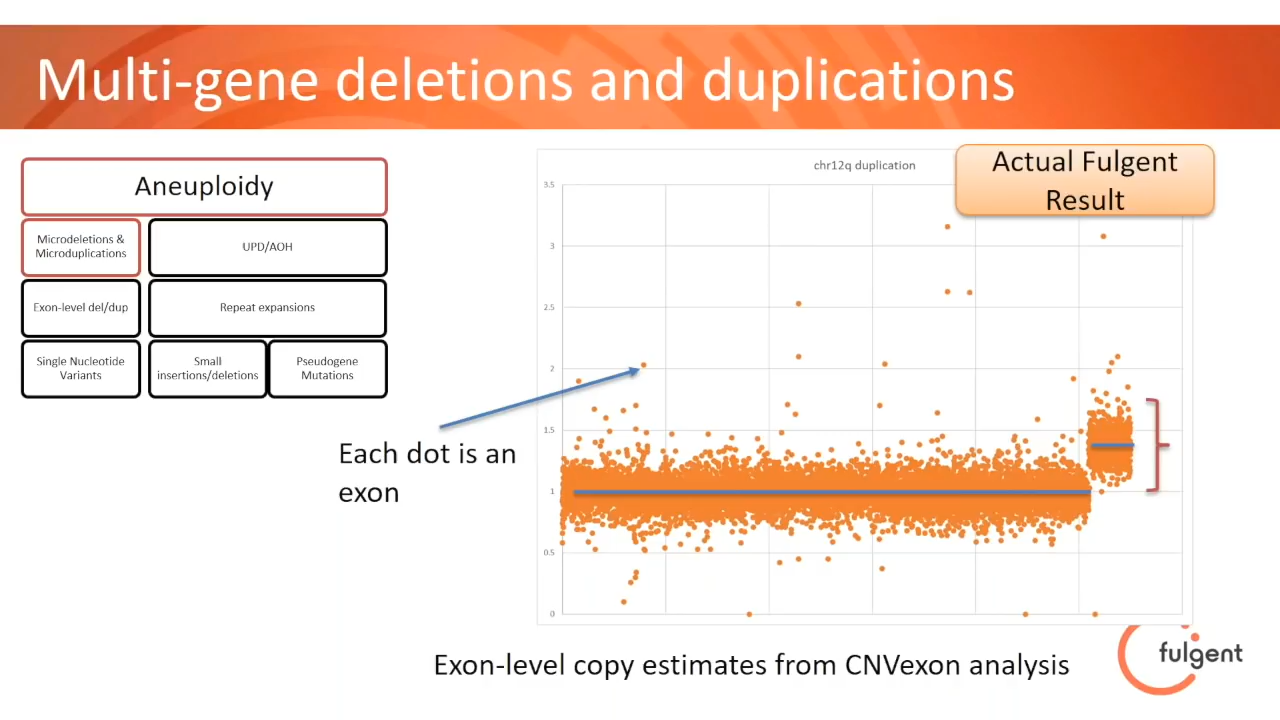 Multi-gene deletions and duplications
Aneuploidy
Microdeletions &
Microduplications
UPD/AOH
Exon-level del/dup
Repeat expansions
Single Nucleotide
Variants
Small
insertions/deletions
Pseudogene
Mutations
chr12q duplication
Actual Fulgent
Result
3.5
3
2.5
2
1.5
1
0.5
0
Each dot is an
exon
Exon-level copy estimates from CNVexon analysis
fulgent